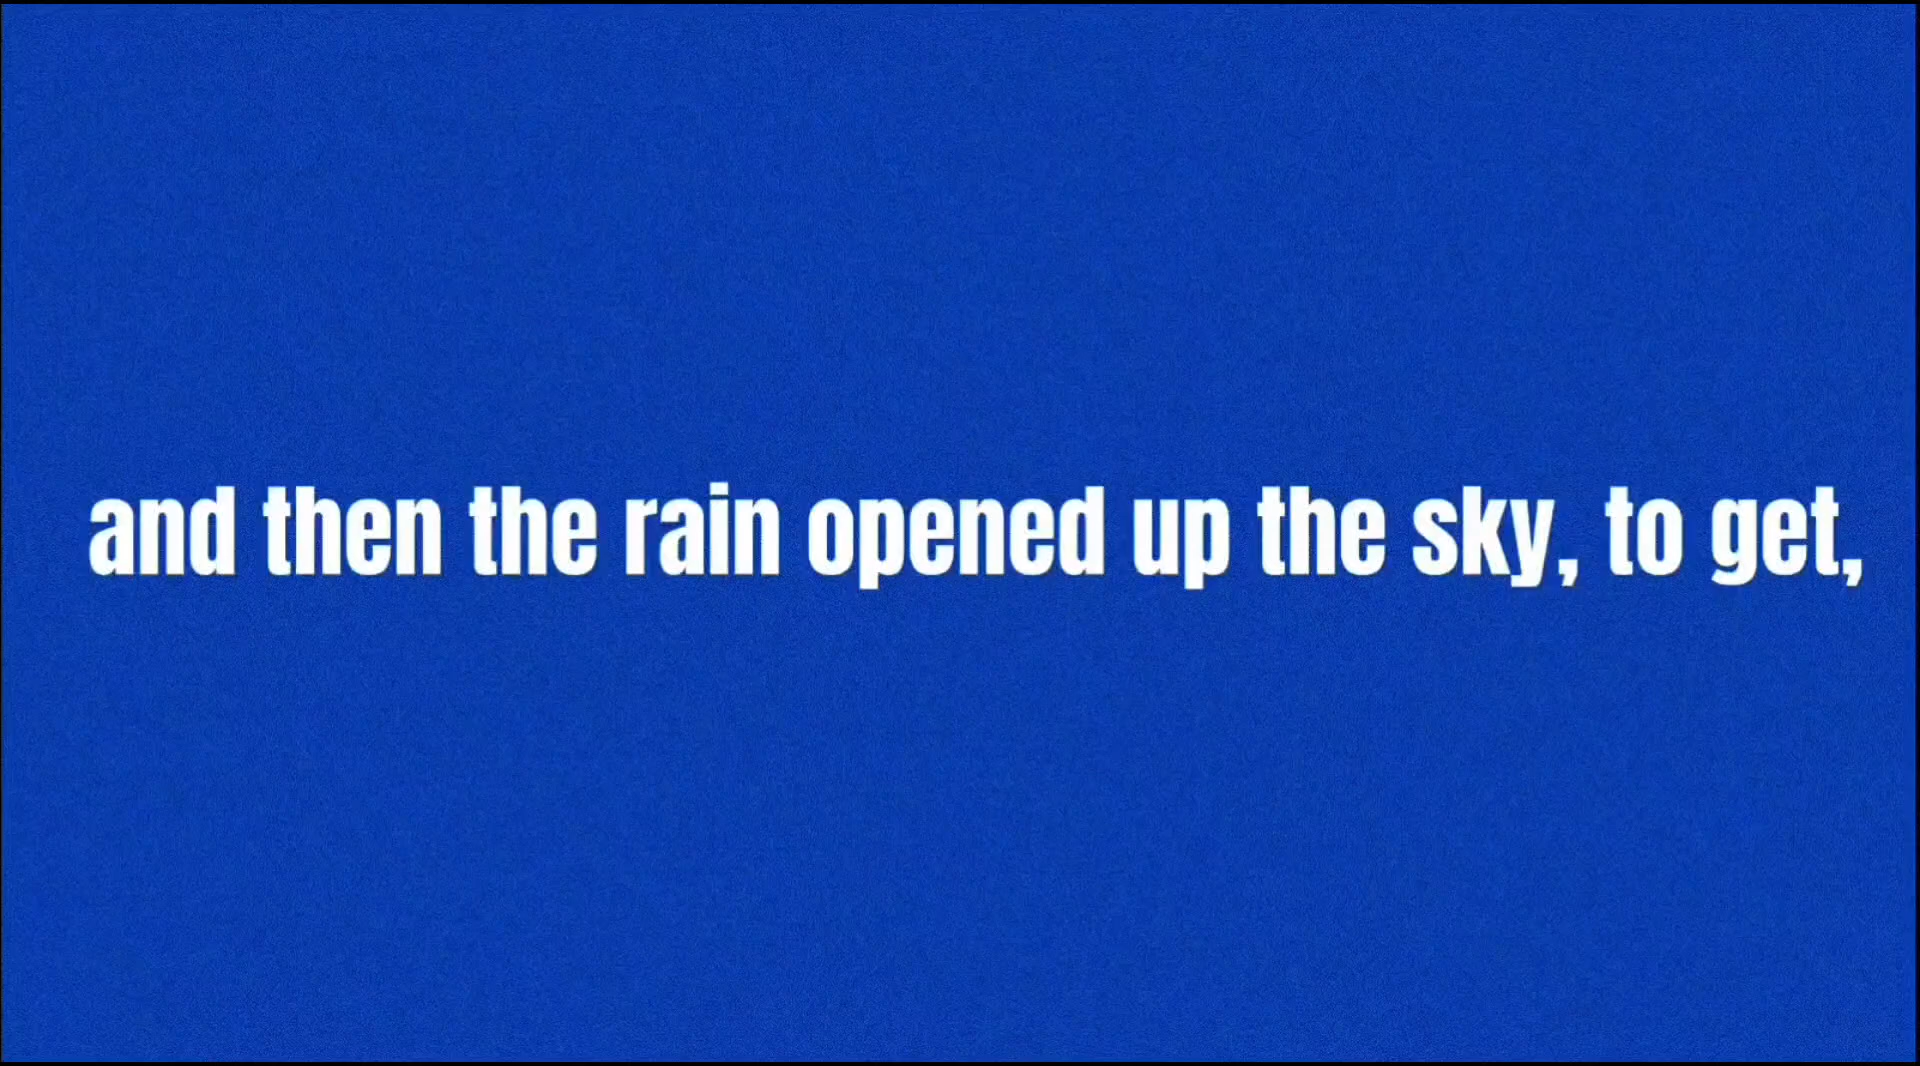 and then the rain opened up the sky, to get,